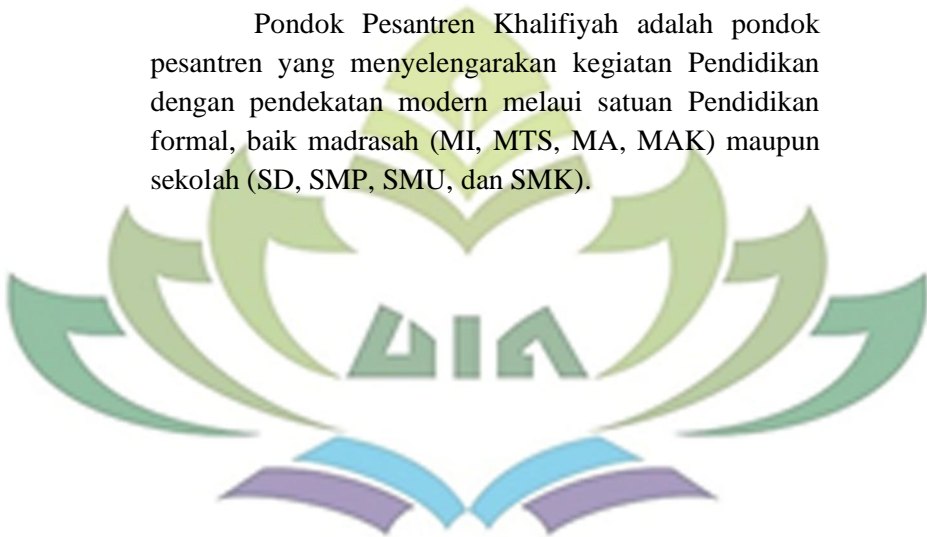 Pondok Pesantren Khalifiyah adalah pondok
pesantren yang menyelengarakan kegiatan Pendidikan
dengan pendekatan modern melaui satuan Pendidikan
formal, baik madrasah (MI, MTS, MA, MAK) maupun
sekolah (SD, SMP, SMU, dan SMK).
UIN